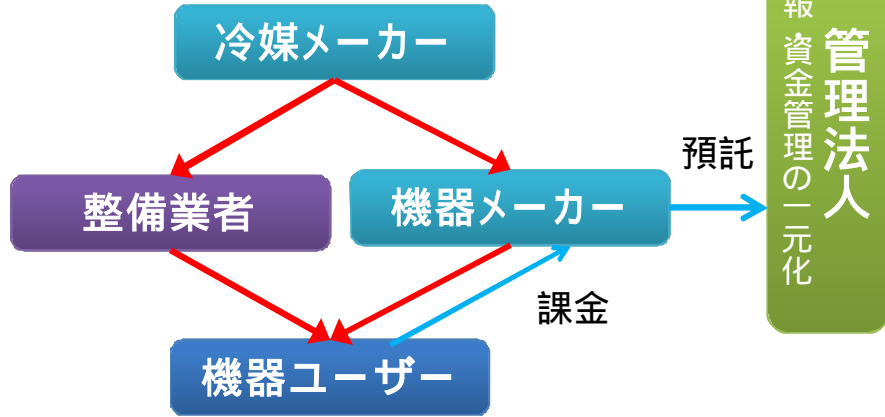 冷媒メーカー
整備業者
機器メーカー
預託
課金
機器ユーザー
管理法人
報 資金管理の一元化